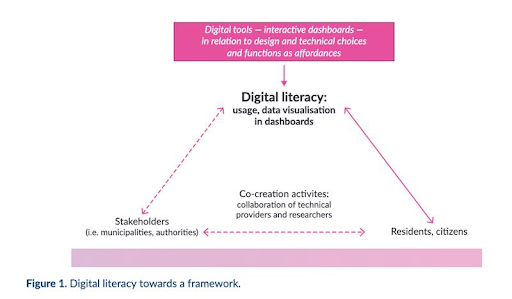 Digital tools — interactive dashboards —
in relation to design and technical choices
and functions as affordances
Digital literacy:
usage, data visualisation
in dashboards
Co-creation activites:
collaboration of technical
providers and researchers
Stakeholders
(i.e. municipalities, authorities)
Residents, citizens
Figure 1. Digital literacy towards a framework.